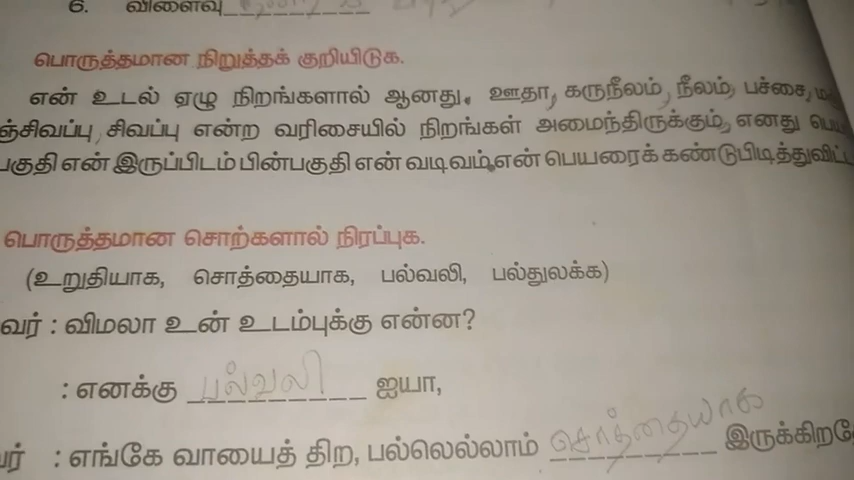 6. விளைவு
பொருத்தமான நிறுத்தக் குறியிடுக.
என் உடல் ஏழு நிறங்களால் ஆனது. ஊதா, கருநீலம், நீலம், பச்சை,
ஞ்சிவப்பு, சிவப்பு என்ற வரிசையில் நிறங்கள் அமைந்திருக்கும், எனது
பகுதி என் இருப்பிடம் பின்பகுதி என் வடிவம்.என் பெயரைக் கண்டுபிடித்துவிட்
பொருத்தமான சொற்களால் நிரப்புக.
(உறுதியாக, சொத்தையாக, பல்வலி, பல்துலக்க)
வர் : விமலா உன் உடம்புக்கு என்ன?
: எனக்கு பல்வலி ஐயா,
ர் : எங்கே வாயைத் திற, பல்லெல்லாம் சொத்தையாக இருக்கிறதே